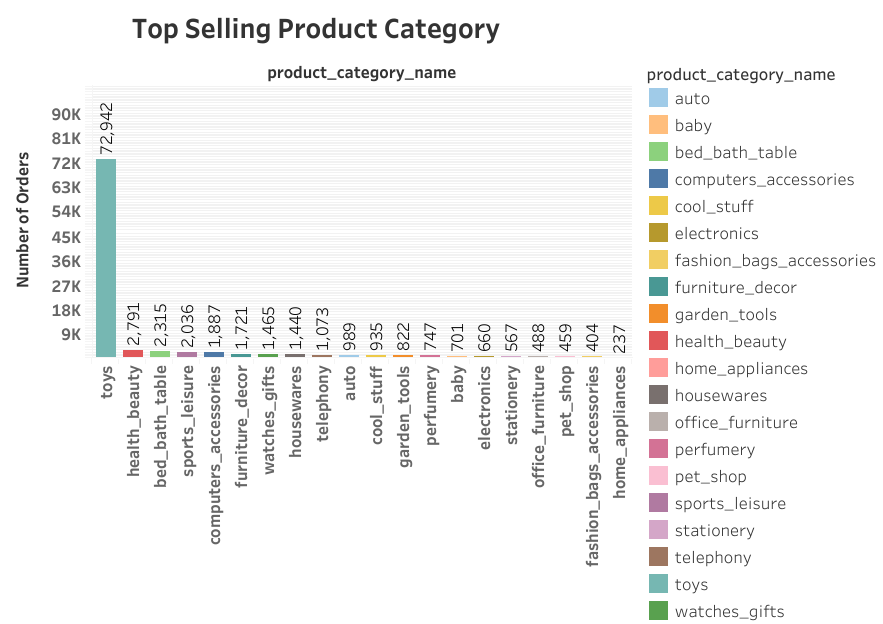 Top Selling Product Category
product_category_name
Number of Orders
90K
81K
72K
63K
54K
45K
36K
27K
18K
9K
72,942
2,791
2,315
2,036
1,887
1,721
1,465
1,440
1,073
989
935
822
747
701
660
567
488
459
404
237
toys
health_beauty
bed_bath_table
sports_leisure
computers_accessories
furniture_decor
watches_gifts
housewares
telephony
auto
cool_stuff
garden_tools
perfumery
baby
electronics
stationery
office_furniture
pet_shop
fashion_bags_accessories
home_appliances
product_category_name
auto
baby
bed_bath_table
computers_accessories
cool_stuff
electronics
fashion_bags_accessories
furniture_decor
garden_tools
health_beauty
home_appliances
housewares
office_furniture
perfumery
pet_shop
sports_leisure
stationery
telephony
toys
watches_gifts